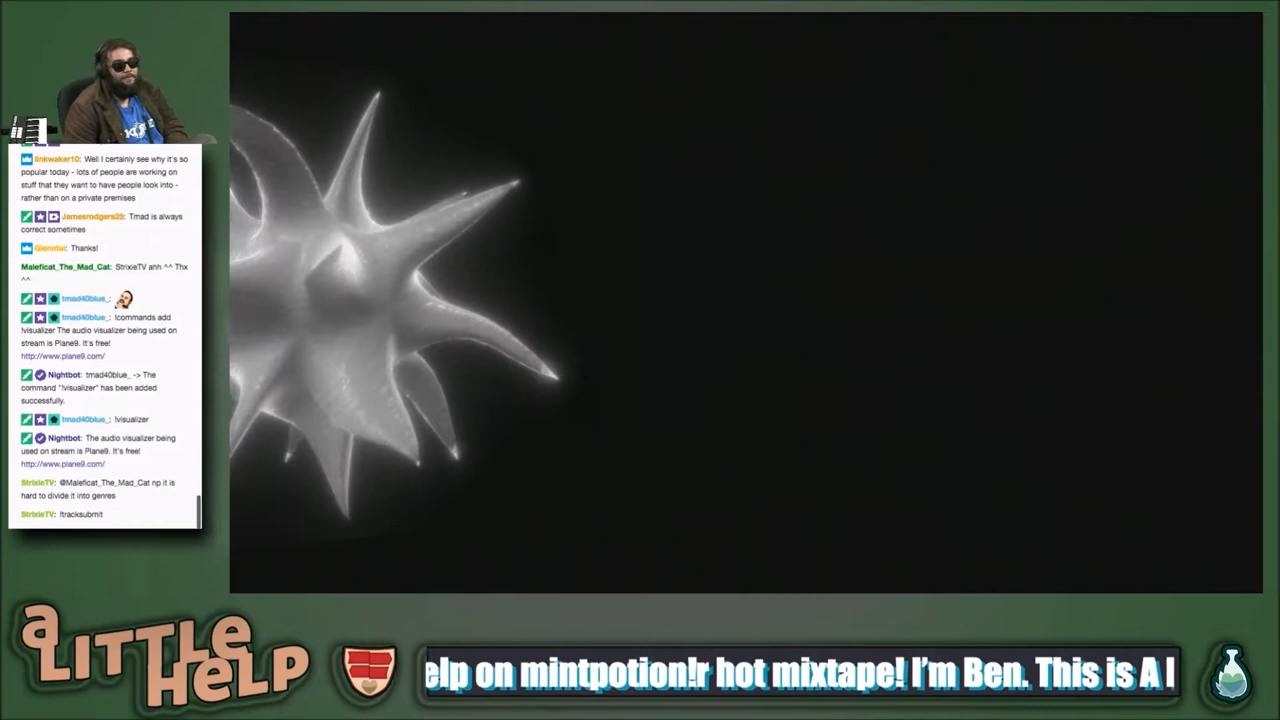 linkwaker10: Well I certainly see why it's so
popular today - lots of people are working on
stuff that they want to have people look into -
rather than on a private premises
Jamesrodgers25: Tmad is always
correct sometimes
Glenntai: Thanks!
Maleficat_The_Mad_Cat: StrixieTV ahh ^^ Thx
^^
tmad40blue_:
tmad40blue_: !commands add
!visualizer The audio visualizer being used on
stream is Plane9. It's free!
http://www.plane9.com/
Nightbot: tmad40blue_ -> The
command "!visualizer" has been added
successfully.
tmad40blue_: !visualizer
Nightbot: The audio visualizer being
used on stream is Plane9. It's free!
http://www.plane9.com/
StrixieTV: @Maleficat_The_Mad_Cat np it is
hard to divide it into genres
StrixieTV: !tracksubmit
a
LITTLE
HELP
elp on mintpotion!r hot mixtape! I'm Ben. This is A l